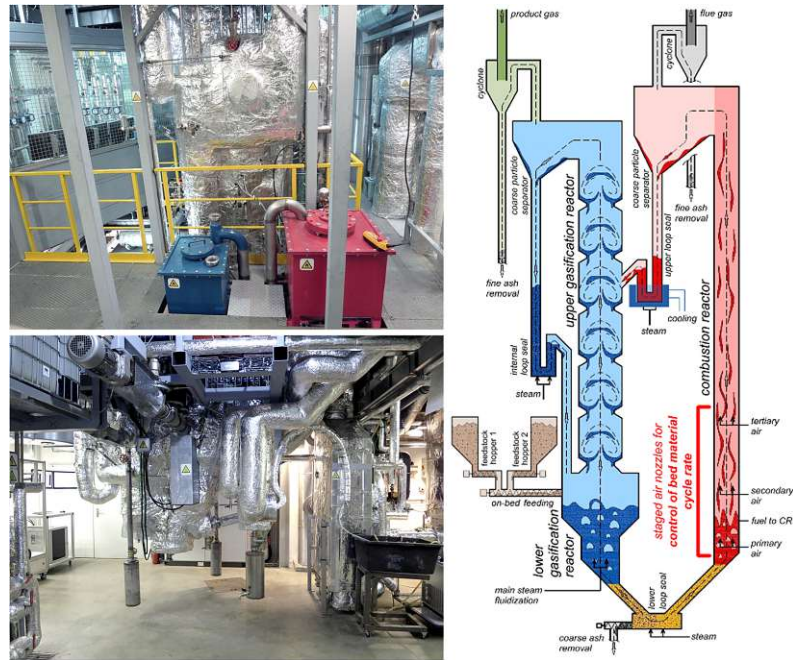 product gas
flue gas
cyclone
cyclone
coarse particle
separator
upper gasification reactor
coarse particle
separator
fine ash
removal
upper loop seal
combustion reactor
fine ash
removal
cooling
steam
internal
loop seal
steam
feedstock
hopper 1
feedstock
hopper 2
on-bed feeding
staged air nozzles for
control of bed material
cycle rate
tertiary
air
secondary
air
fuel to CR
primary
air
lower
gasification
reactor
main steam
fluidization
lower
loop seal
steam
coarse ash
removal